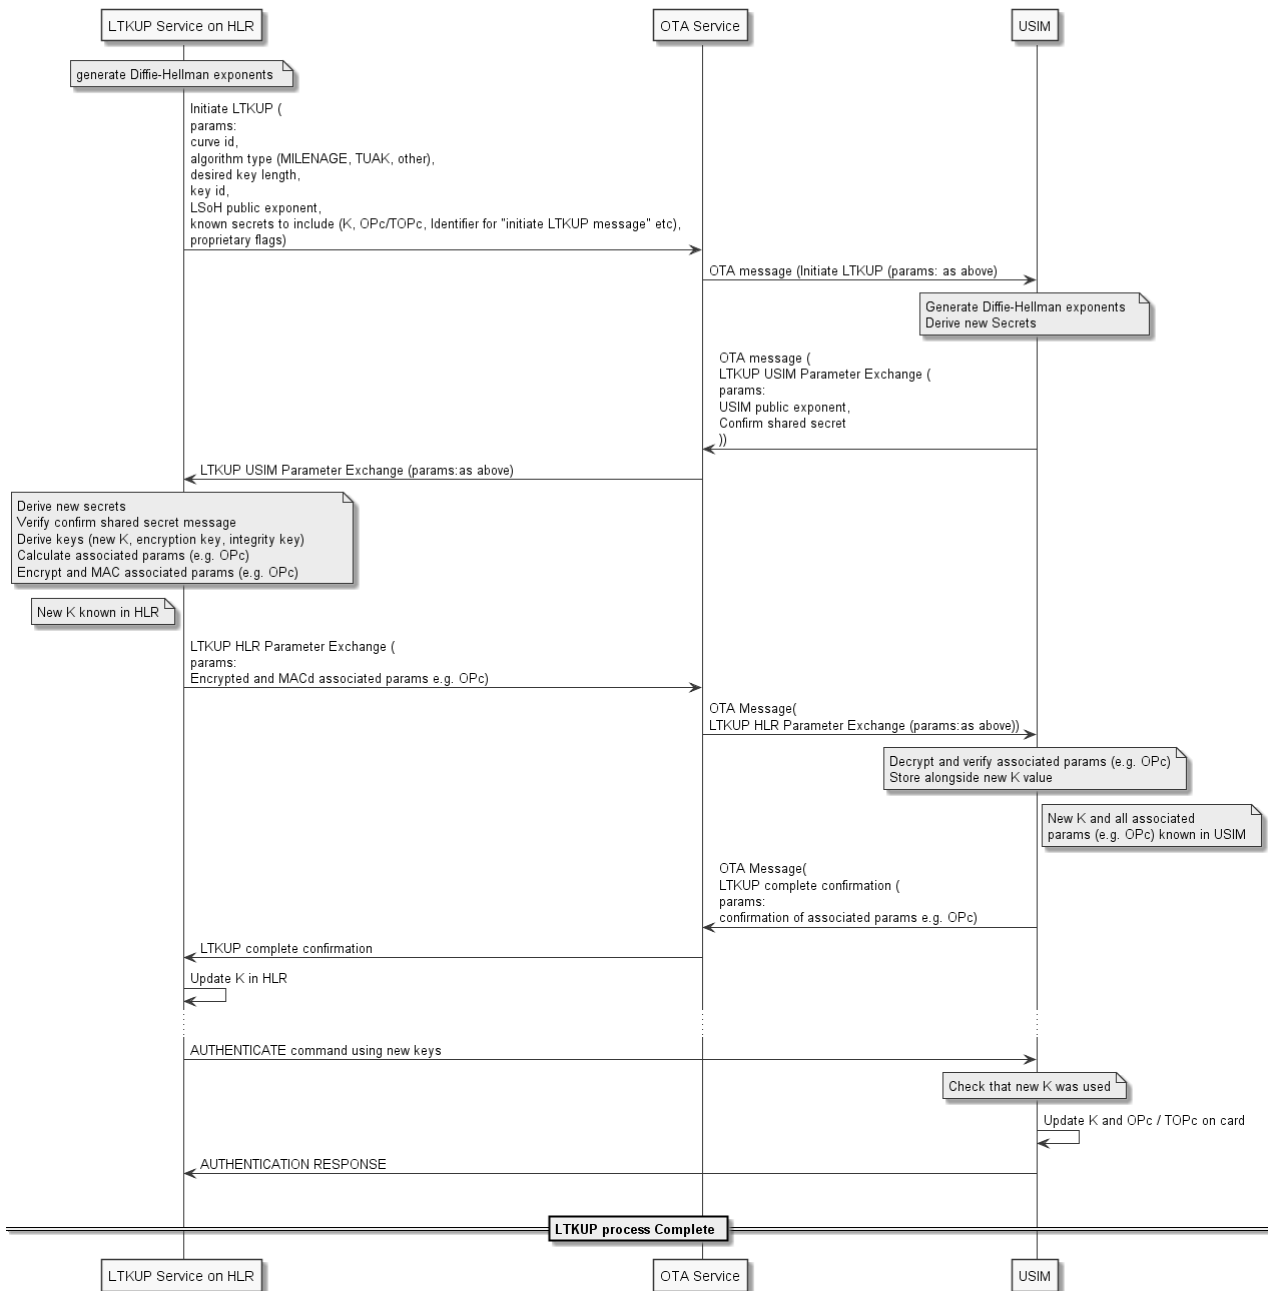 LTKUP Service on HLR
OTA Service
USIM
generate Diffie-Hellman exponents
Initiate LTKUP (
params:
curve id,
algorithm type (MILENAGE, TUAK, other),
desired key length,
key id,
LSoH public exponent,
known secrets to include (K, OPc/TOPc, Identifier for "initiate LTKUP message" etc),
proprietary flags)
OTA message (Initiate LTKUP (params: as above)
Generate Diffie-Hellman exponents
Derive new Secrets
OTA message (
LTKUP USIM Parameter Exchange (
params:
USIM public exponent,
Confirm shared secret
))
LTKUP USIM Parameter Exchange (params:as above)
Derive new secrets
Verify confirm shared secret message
Derive keys (new K, encryption key, integrity key)
Calculate associated params (e.g. OPc)
Encrypt and MAC associated params (e.g. OPc)
New K known in HLR
LTKUP HLR Parameter Exchange (
params:
Encrypted and MACd associated params e.g. OPc)
OTA Message(
LTKUP HLR Parameter Exchange (params:as above))
Decrypt and verify associated params (e.g. OPc)
Store alongside new K value
New K and all associated
params (e.g. OPc) known in USIM
OTA Message(
LTKUP complete confirmation (
params:
confirmation of associated params e.g. OPc)
LTKUP complete confirmation
Update K in HLR
AUTHENTICATE command using new keys
Check that new K was used
Update K and OPc / TOPc on card
AUTHENTICATION RESPONSE
LTKUP process Complete
LTKUP Service on HLR
OTA Service
USIM